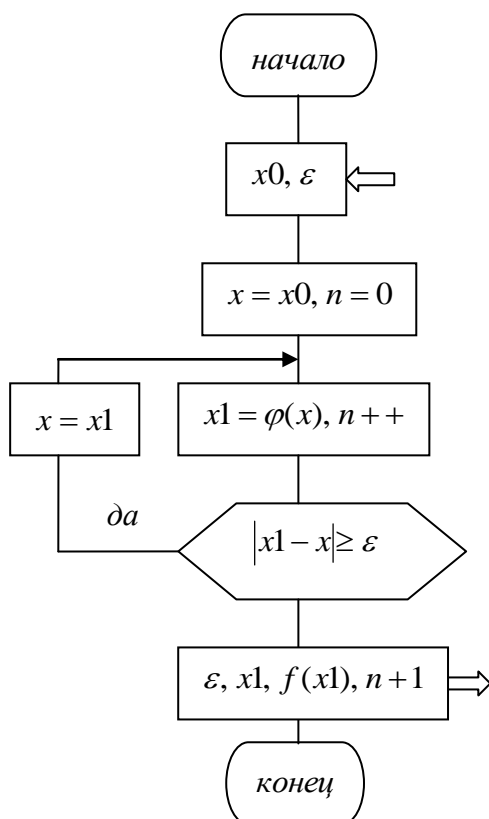 начало
x0, ε
x = x0, n = 0
x = x1
x1 = φ(x), n + +
да
|x1 − x| ≥ ε
ε, x1, f(x1), n + 1
конец